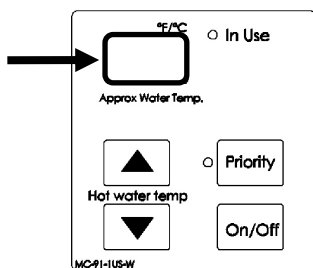 °F/°C
In Use
Approx Water Temp.
Priority
Hot water temp
On/Off
MC-91-1US-W